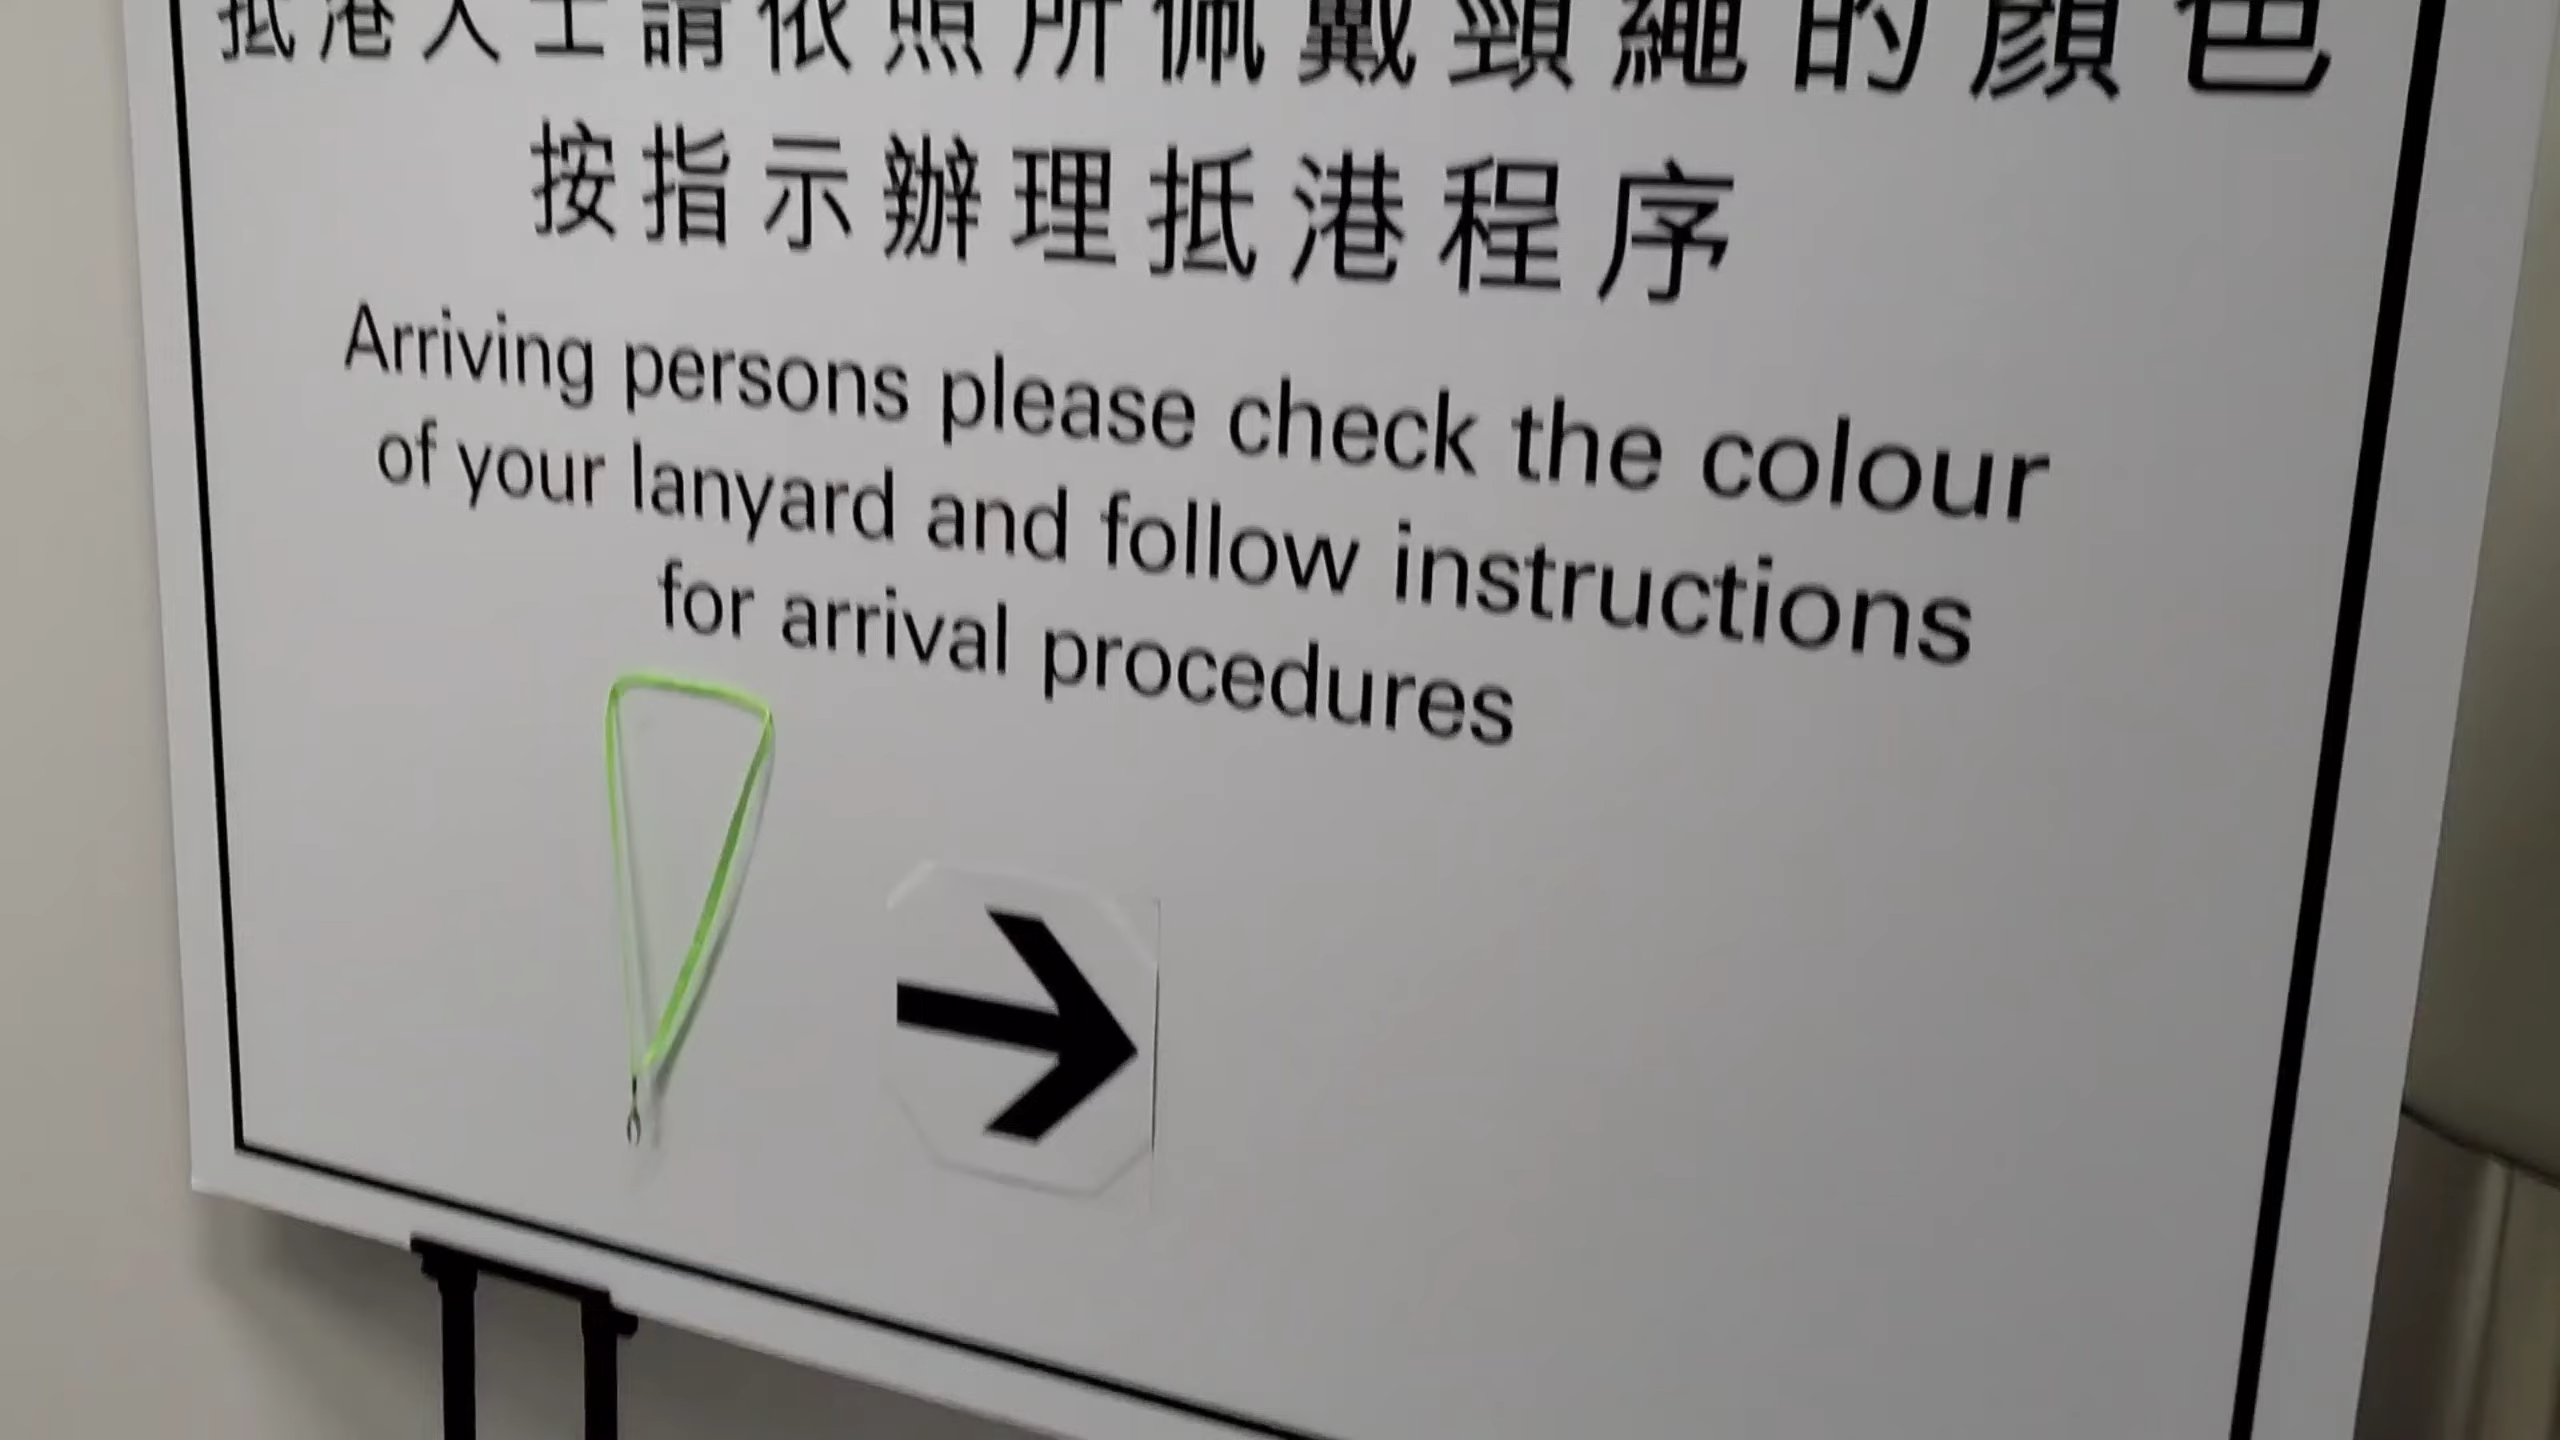 抵港人士請依照所佩戴頸繩的顏色
按指示辦理抵港程序
Arriving persons please check the colour
of your lanyard and follow instructions
for arrival procedures